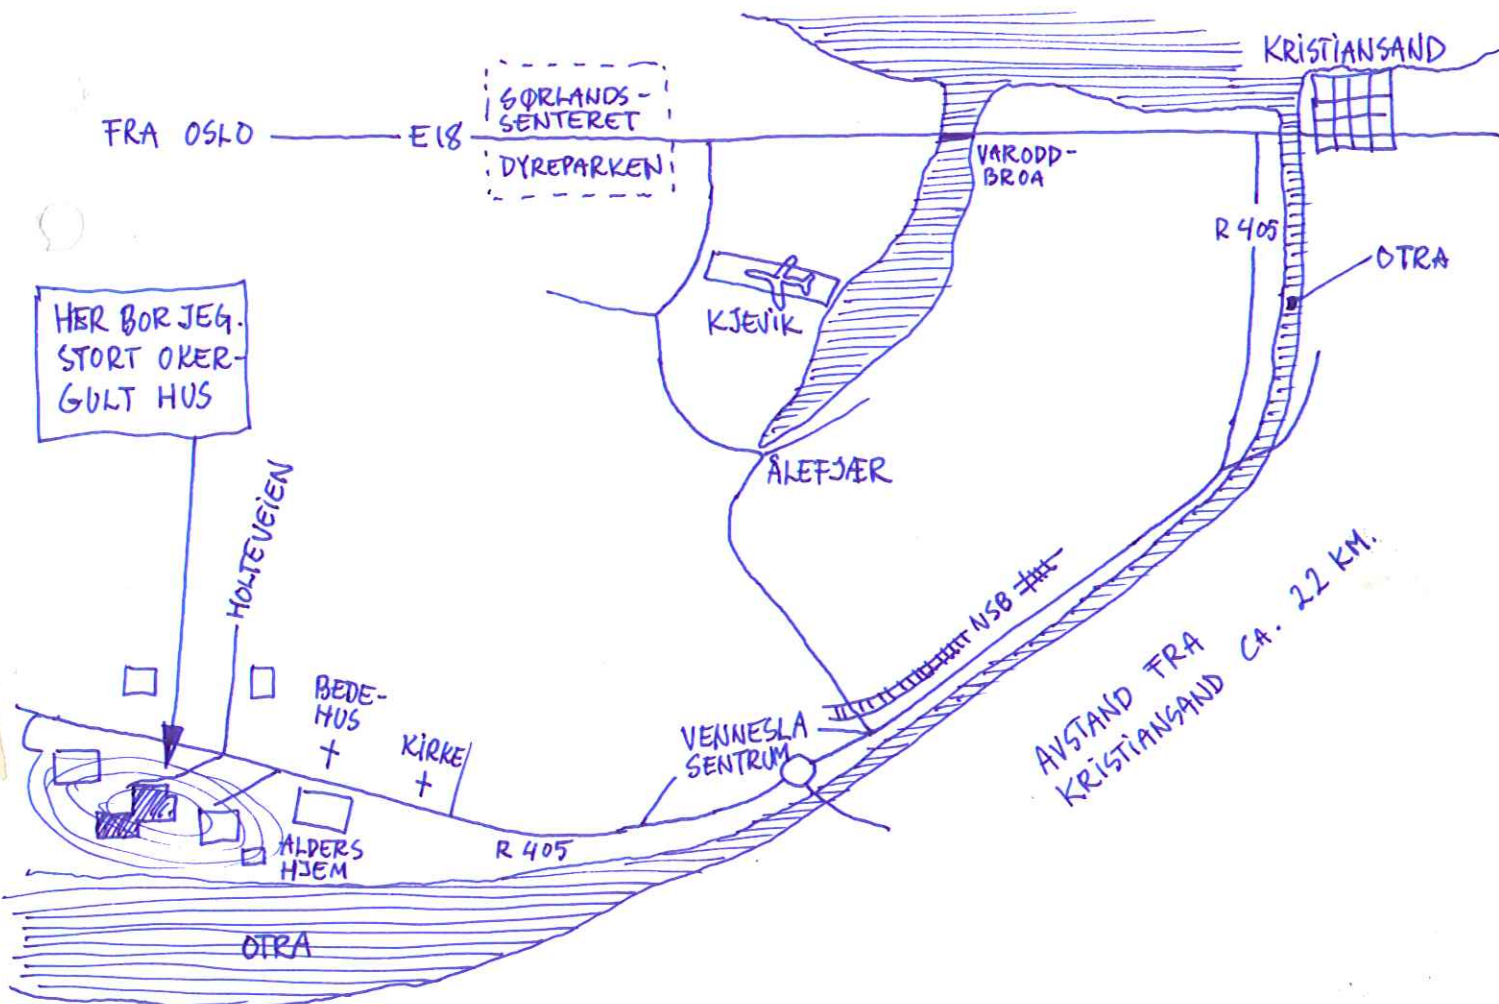 KRISTIANSAND
SØRLANDS-
SENTERET
FRA OSLO
E18
DYREPARKEN
VARODD-
BROA
R 405
OTRA
HER BOR JEG.
STORT OKER-
GULT HUS
KJEVIK
ÅLEFJÆR
HOLTEVEIEN
NSB
AVSTAND FRA
KRISTIANSAND CA. 22 KM.
BEDE-
HUS
KIRKE
VENNESLA
SENTRUM
ALDERS
HJEM
R 405
OTRA